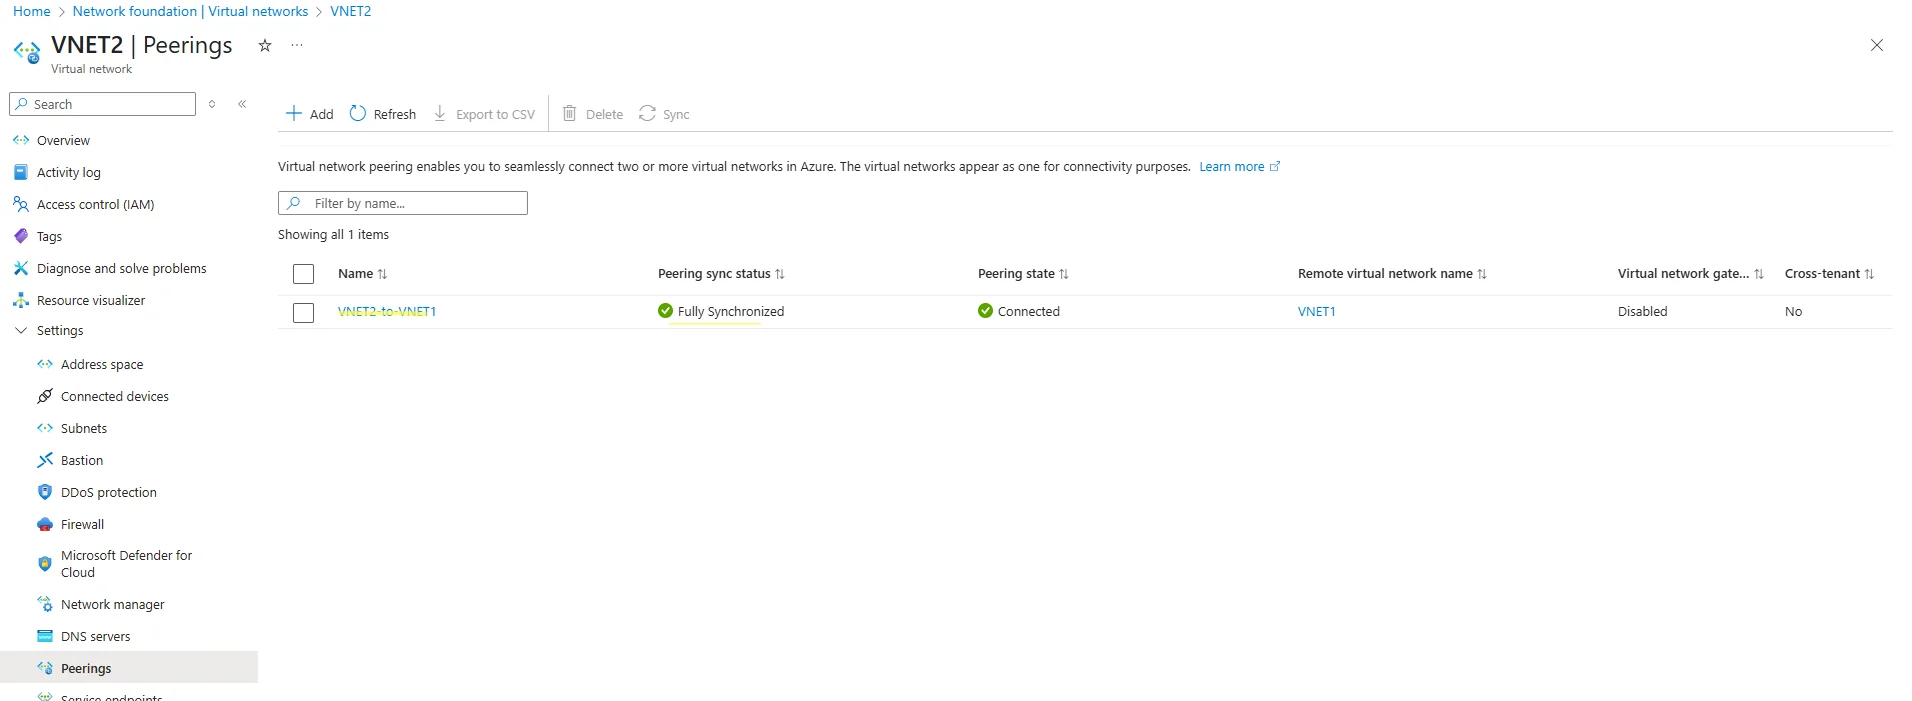 Home > Network foundation | Virtual networks > VNET2
VNET2 | Peerings
Virtual network
Search
Overview
Activity log
Access control (IAM)
Tags
Diagnose and solve problems
Resource visualizer
Settings
Address space
Connected devices
Subnets
Bastion
DDoS protection
Firewall
Microsoft Defender for
Cloud
Network manager
DNS servers
Peerings
Service endpoints
Add Refresh Export to CSV Delete Sync
Virtual network peering enables you to seamlessly connect two or more virtual networks in Azure. The virtual networks appear as one for connectivity purposes. Learn more
Filter by name...
Showing all 1 items
Name Peering sync status Peering state Remote virtual network name Virtual network gate... Cross-tenant
VNET2-to-VNET1 Fully Synchronized Connected VNET1 Disabled No